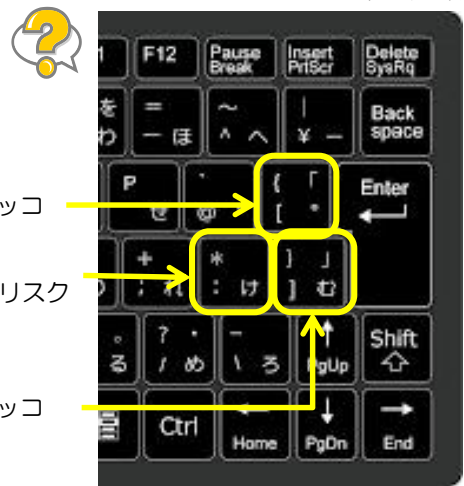 F12 Pause Break Insert PrtScr Delete SysRq
を わ = - ほ ~ ^ へ | ¥ ー Back space
P せ ` @ ゛ { 「 [ ゜ Enter
ッコ
+ ; れ * : け } 」 ] む
リスク
。 る ? ・ / め _ \ ろ ↑ PgUp Shift
ッコ
Ctrl ← Home ↓ PgDn → End